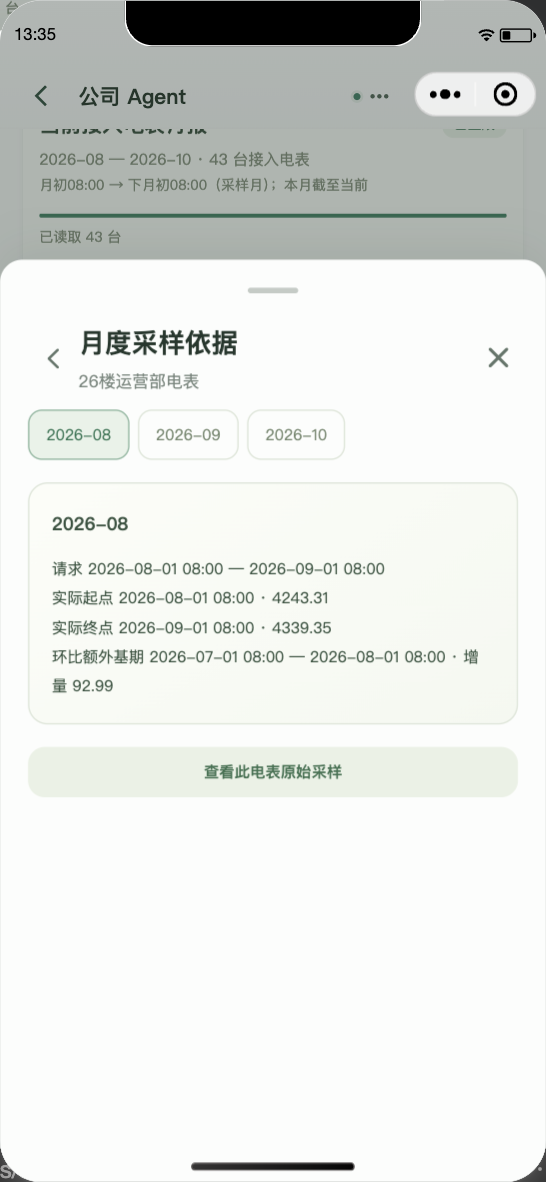 台
13:35
公司 Agent
2026-08 — 2026-10 · 43 台接入电表
月初08:00 → 下月初08:00（采样月）；本月截至当前
已读取 43 台
月度采样依据
26楼运营部电表
2026-08
2026-09
2026-10
2026-08
请求 2026-08-01 08:00 — 2026-09-01 08:00
实际起点 2026-08-01 08:00 · 4243.31
实际终点 2026-09-01 08:00 · 4339.35
环比额外基期 2026-07-01 08:00 — 2026-08-01 08:00 · 增
量 92.99
查看此电表原始采样